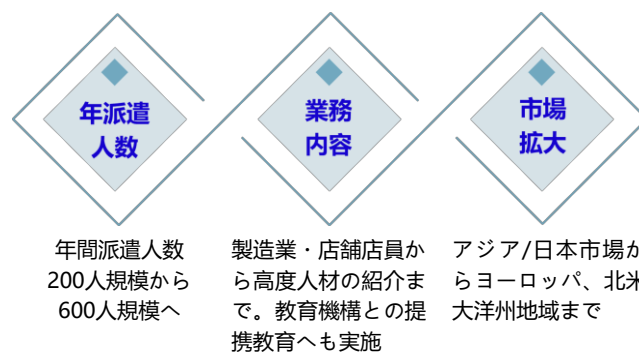 年派遣
人数
業務
内容
市場
拡大
年間派遣人数
200人規模から
600人規模へ
製造業・店舗店員か
ら高度人材の紹介ま
で。教育機構との提
携教育へも実施
アジア/日本市場か
らヨーロッパ、北米
大洋州地域まで